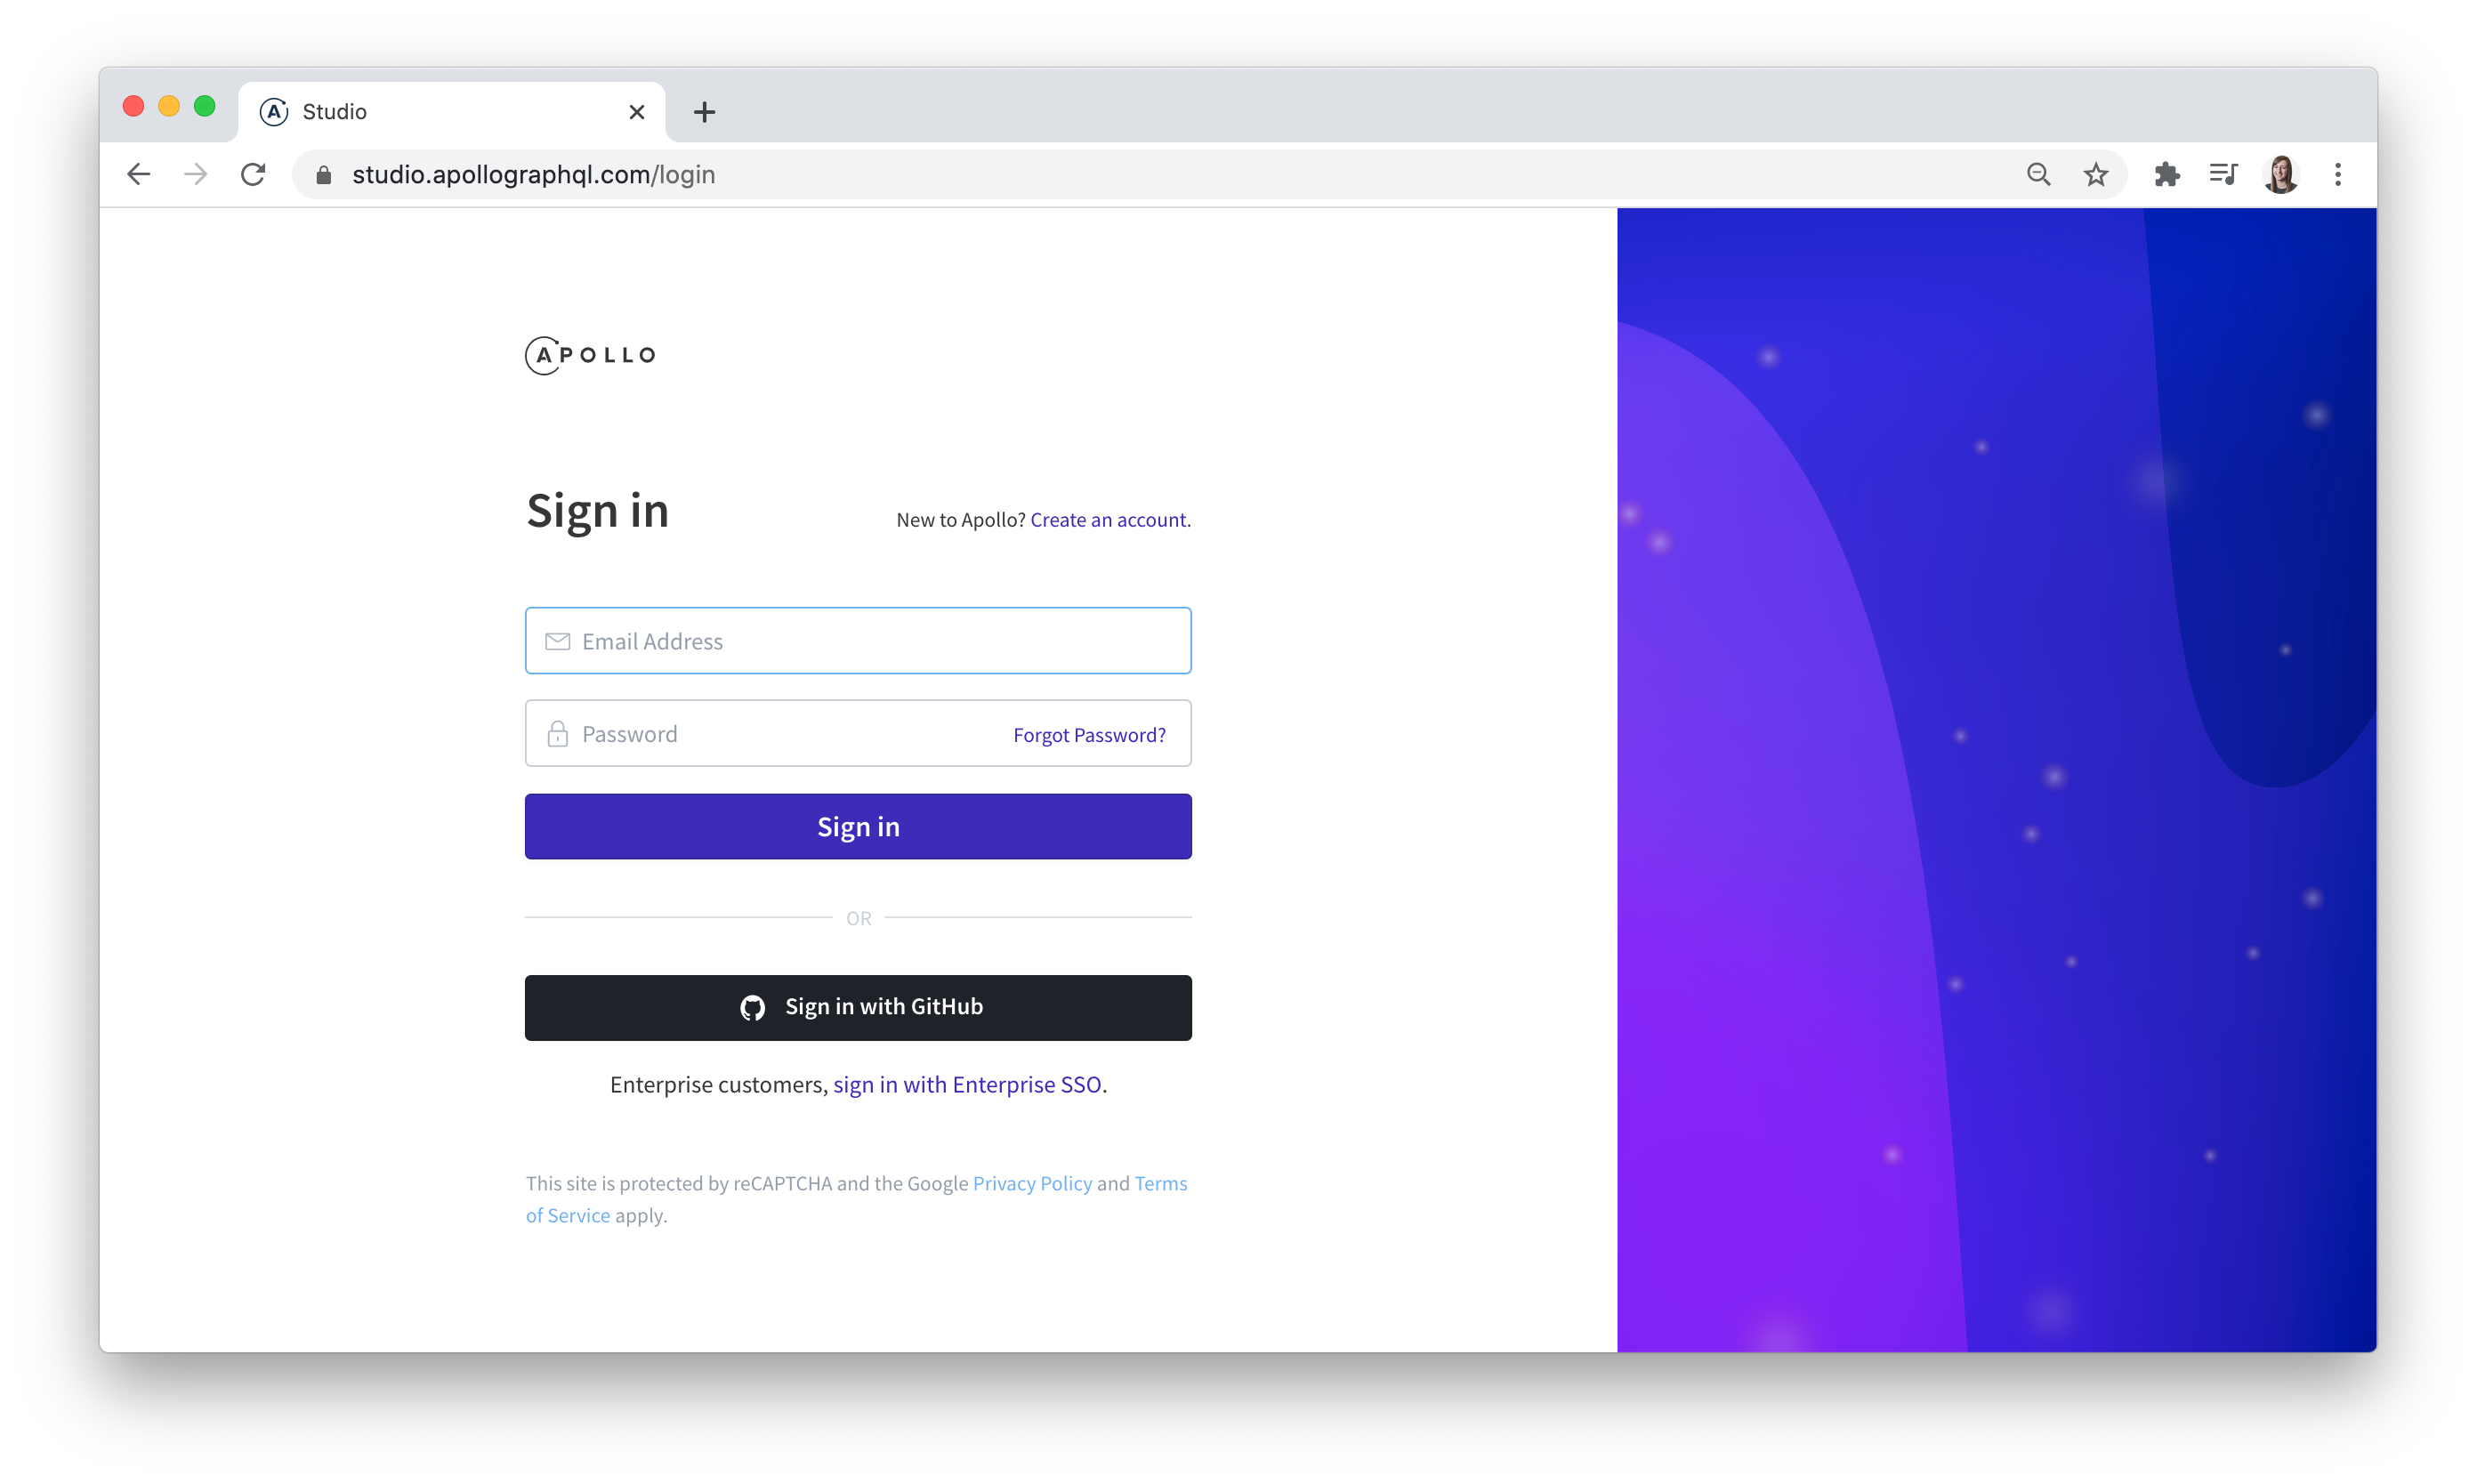 Studio
studio.apollographql.com/login
APOLLO
Sign in
New to Apollo? Create an account.
Email Address
Password
Forgot Password?
Sign in
OR
Sign in with GitHub
Enterprise customers, sign in with Enterprise SSO.
This site is protected by reCAPTCHA and the Google Privacy Policy and Terms
of Service apply.